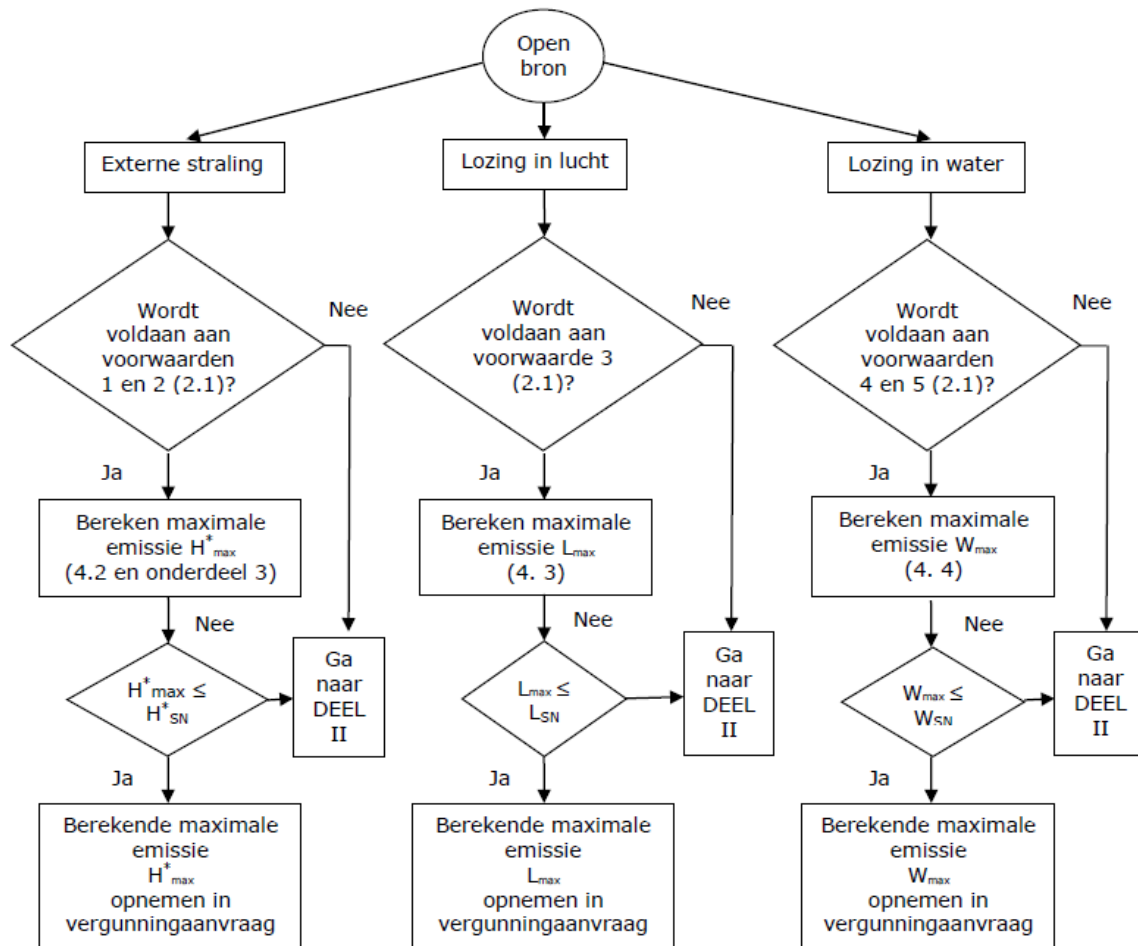 Open
bron
Externe straling
Lozing in lucht
Lozing in water
Wordt
voldaan aan
voorwaarden
1 en 2 (2.1)?
Nee
Wordt
voldaan aan
voorwaarde 3
(2.1)?
Nee
Wordt
voldaan aan
voorwaarden
4 en 5 (2.1)?
Nee
Ja
Ja
Ja
Bereken maximale
emissie H*max
(4.2 en onderdeel 3)
Bereken maximale
emissie Lmax
(4. 3)
Bereken maximale
emissie Wmax
(4. 4)
Nee
Nee
Nee
H*max ≤
H*SN
Ga
naar
DEEL
II
Lmax ≤
LSN
Ga
naar
DEEL
II
Wmax ≤
WSN
Ga
naar
DEEL
II
Ja
Ja
Ja
Berekende maximale
emissie
H*max
opnemen in
vergunningaanvraag
Berekende maximale
emissie
Lmax
opnemen in
vergunningaanvraag
Berekende maximale
emissie
Wmax
opnemen in
vergunningaanvraag